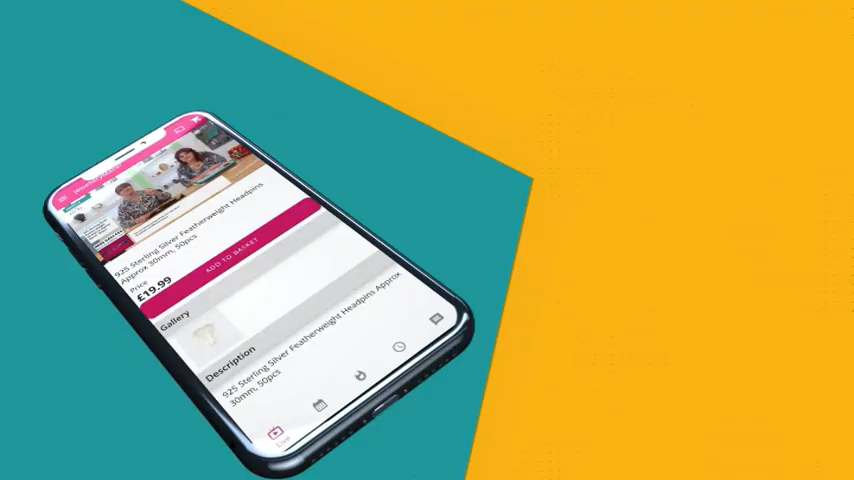 925 Sterling Silver Featherweight Headpins
Approx 30mm, 50pcs
Price
£19.99
ADD TO BASKET
Gallery
Description
925 Sterling Silver Featherweight Headpins Approx
30mm, 50pcs
Live